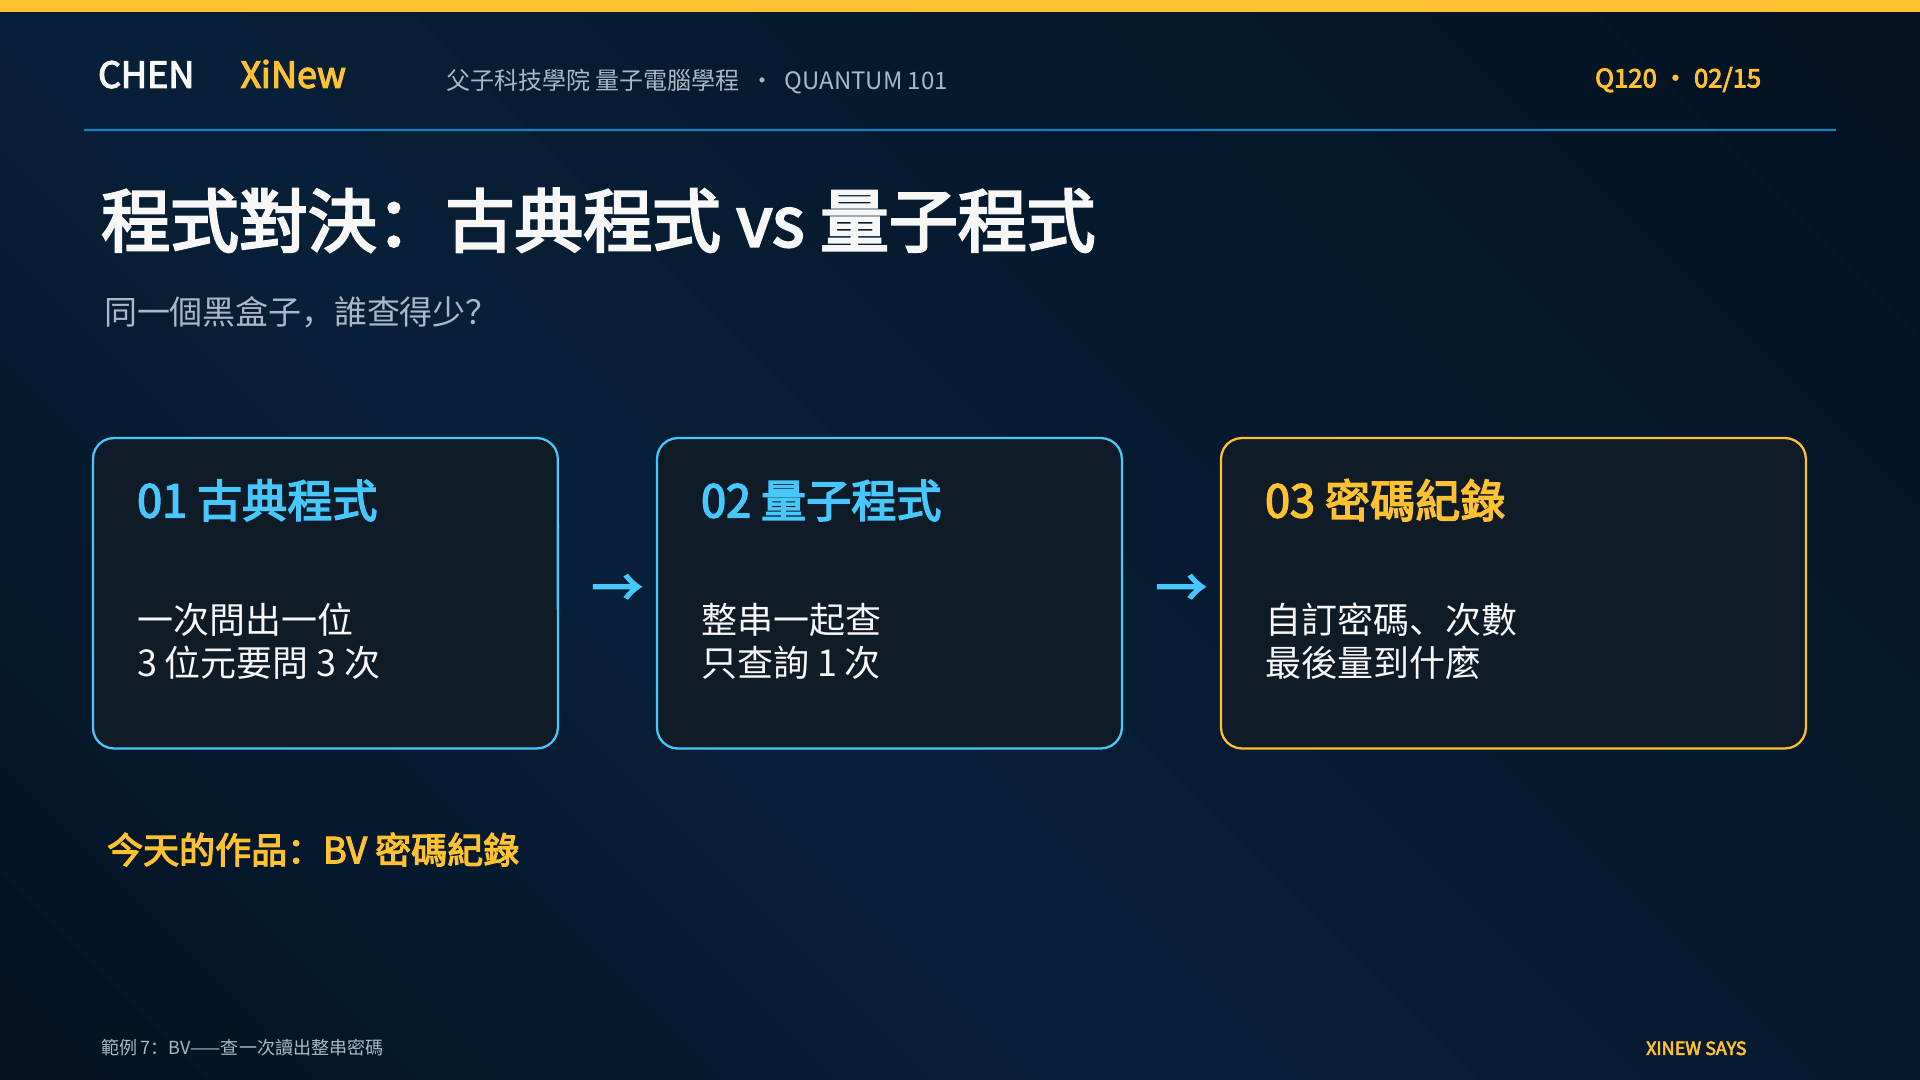 CHEN XiNew 父子科技學院 量子電腦學程 · QUANTUM 101 Q120 · 02/15
程式對決：古典程式 vs 量子程式
同一個黑盒子，誰查得少？
01 古典程式
一次問出一位
3 位元要問 3 次
→
02 量子程式
整串一起查
只查詢 1 次
→
03 密碼紀錄
自訂密碼、次數
最後量到什麼
今天的作品：BV 密碼紀錄
範例 7：BV——查一次讀出整串密碼
XINEW SAYS